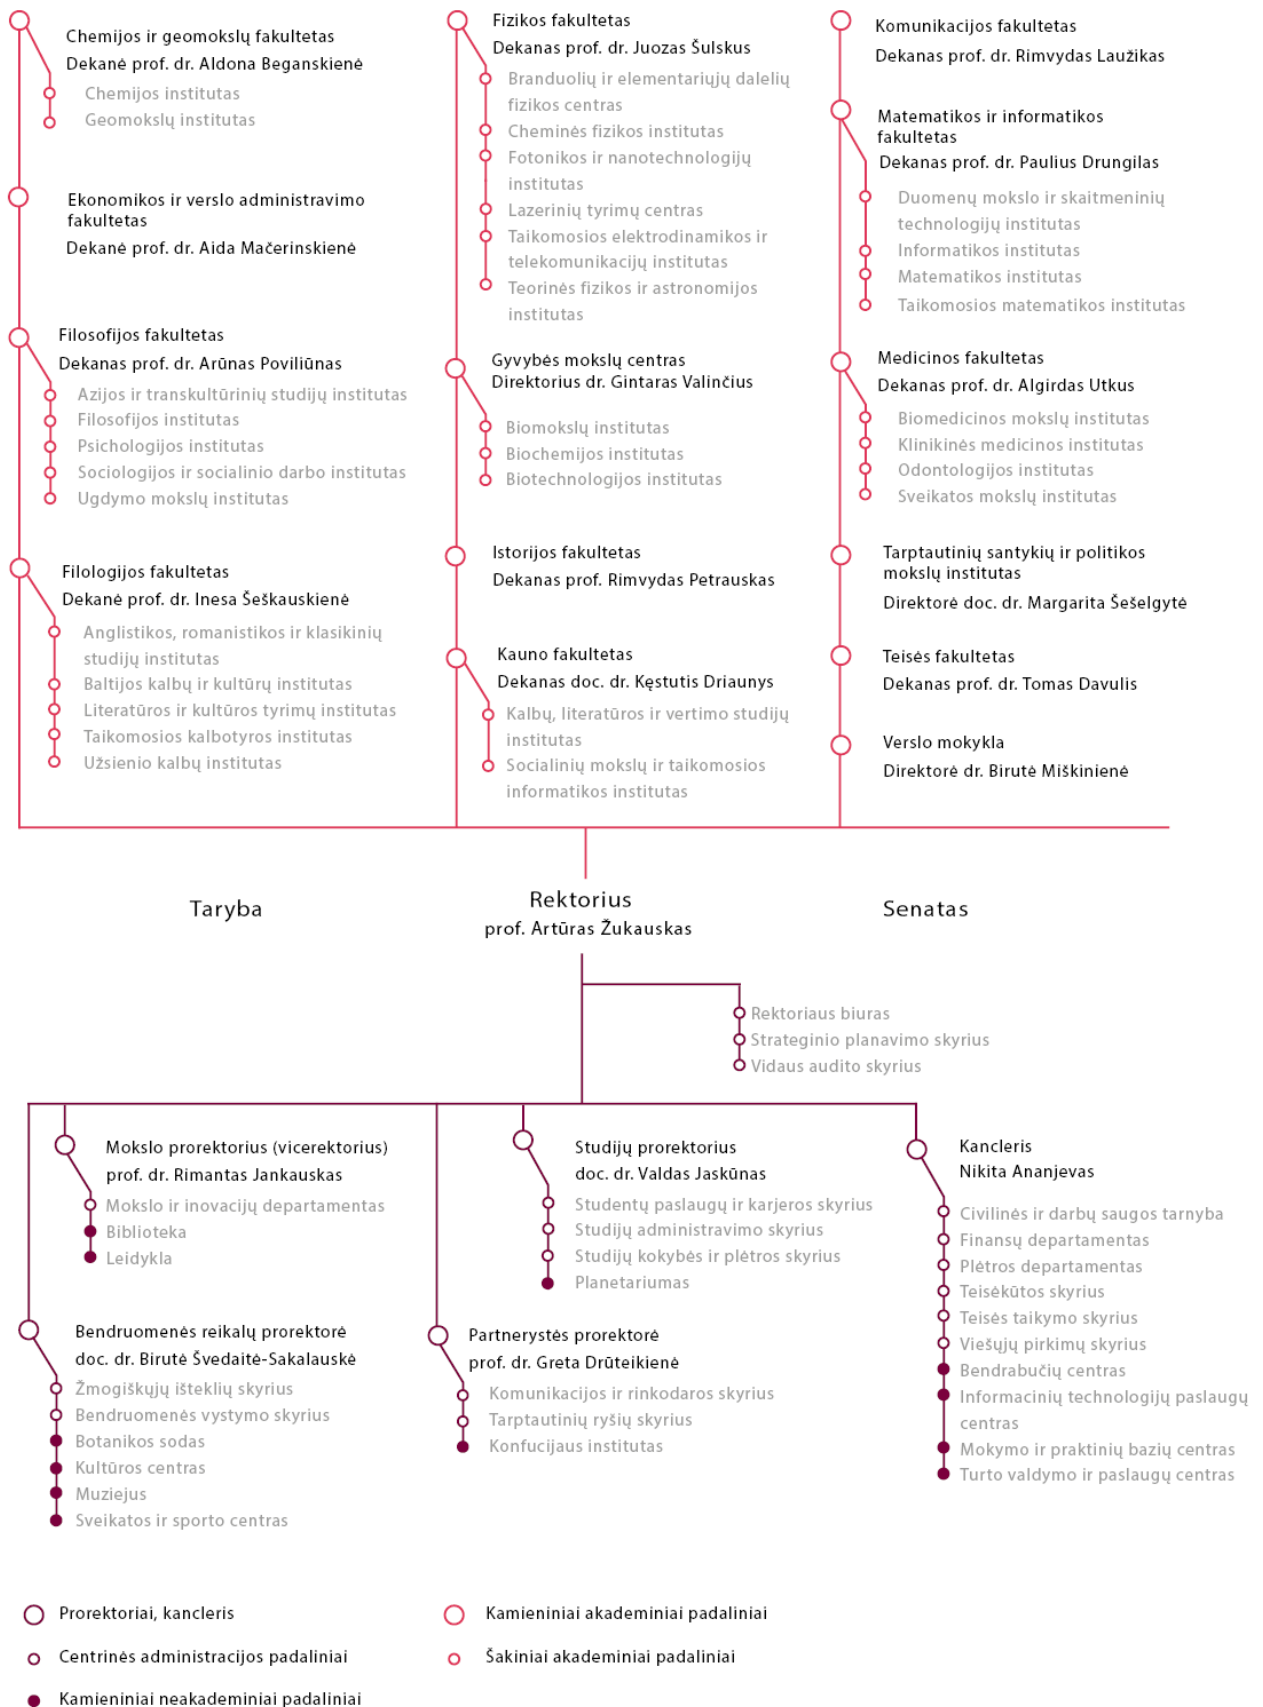 Chemijos ir geomokslų fakultetas
Dekanė prof. dr. Aldona Beganskienė
Chemijos institutas
Geomokslų institutas
Ekonomikos ir verslo administravimo
fakultetas
Dekanė prof. dr. Aida Mačerinskienė
Filosofijos fakultetas
Dekanas prof. dr. Arūnas Poviliūnas
Azijos ir transkultūrinių studijų institutas
Filosofijos institutas
Psichologijos institutas
Sociologijos ir socialinio darbo institutas
Ugdymo mokslų institutas
Filologijos fakultetas
Dekanė prof. dr. Inesa Šeškauskienė
Anglistikos, romanistikos ir klasikinių
studijų institutas
Baltijos kalbų ir kultūrų institutas
Literatūros ir kultūros tyrimų institutas
Taikomosios kalbotyros institutas
Užsienio kalbų institutas
Fizikos fakultetas
Dekanas prof. dr. Juozas Šulskus
Branduolių ir elementariųjų dalelių
fizikos centras
Cheminės fizikos institutas
Fotonikos ir nanotechnologijų
institutas
Lazerinių tyrimų centras
Taikomosios elektrodinamikos ir
telekomunikacijų institutas
Teorinės fizikos ir astronomijos
institutas
Gyvybės mokslų centras
Direktorius dr. Gintaras Valinčius
Biomokslų institutas
Biochemijos institutas
Biotechnologijos institutas
Istorijos fakultetas
Dekanas prof. Rimvydas Petrauskas
Kauno fakultetas
Dekanas doc. dr. Kęstutis Driaunys
Kalbų, literatūros ir vertimo studijų
institutas
Socialinių mokslų ir taikomosios
informatikos institutas
Komunikacijos fakultetas
Dekanas prof. dr. Rimvydas Laužikas
Matematikos ir informatikos
fakultetas
Dekanas prof. dr. Paulius Drungilas
Duomenų mokslo ir skaitmeninių
technologijų institutas
Informatikos institutas
Matematikos institutas
Taikomosios matematikos institutas
Medicinos fakultetas
Dekanas prof. dr. Algirdas Utkus
Biomedicinos mokslų institutas
Klinikinės medicinos institutas
Odontologijos institutas
Sveikatos mokslų institutas
Tarptautinių santykių ir politikos
mokslų institutas
Direktorė doc. dr. Margarita Šešelgytė
Teisės fakultetas
Dekanas prof. dr. Tomas Davulis
Verslo mokykla
Direktorė dr. Birutė Miškinienė
Taryba
Rektorius
prof. Artūras Žukauskas
Senatas
Rektoriaus biuras
Strateginio planavimo skyrius
Vidaus audito skyrius
Mokslo prorektorius (vicerektorius)
prof. dr. Rimantas Jankauskas
Mokslo ir inovacijų departamentas
Biblioteka
Leidykla
Bendruomenės reikalų prorektorė
doc. dr. Birutė Švedaitė-Sakalauskė
Žmogiškųjų išteklių skyrius
Bendruomenės vystymo skyrius
Botanikos sodas
Kultūros centras
Muziejus
Sveikatos ir sporto centras
Studijų prorektorius
doc. dr. Valdas Jaskūnas
Studentų paslaugų ir karjeros skyrius
Studijų administravimo skyrius
Studijų kokybės ir plėtros skyrius
Planetariumas
Partnerystės prorektorė
prof. dr. Greta Drūteikienė
Komunikacijos ir rinkodaros skyrius
Tarptautinių ryšių skyrius
Konfucijaus institutas
Kancleris
Nikita Ananjevas
Civilinės ir darbų saugos tarnyba
Finansų departamentas
Plėtros departamentas
Teisėkūtos skyrius
Teisės taikymo skyrius
Viešųjų pirkimų skyrius
Bendrabučių centras
Informacinių technologijų paslaugų
centras
Mokymo ir praktinių bazių centras
Turto valdymo ir paslaugų centras
Prorektoriai, kancleris
Centrinės administracijos padaliniai
Kamieniniai neakademiniai padaliniai
Kamieniniai akademiniai padaliniai
Šakiniai akademiniai padaliniai